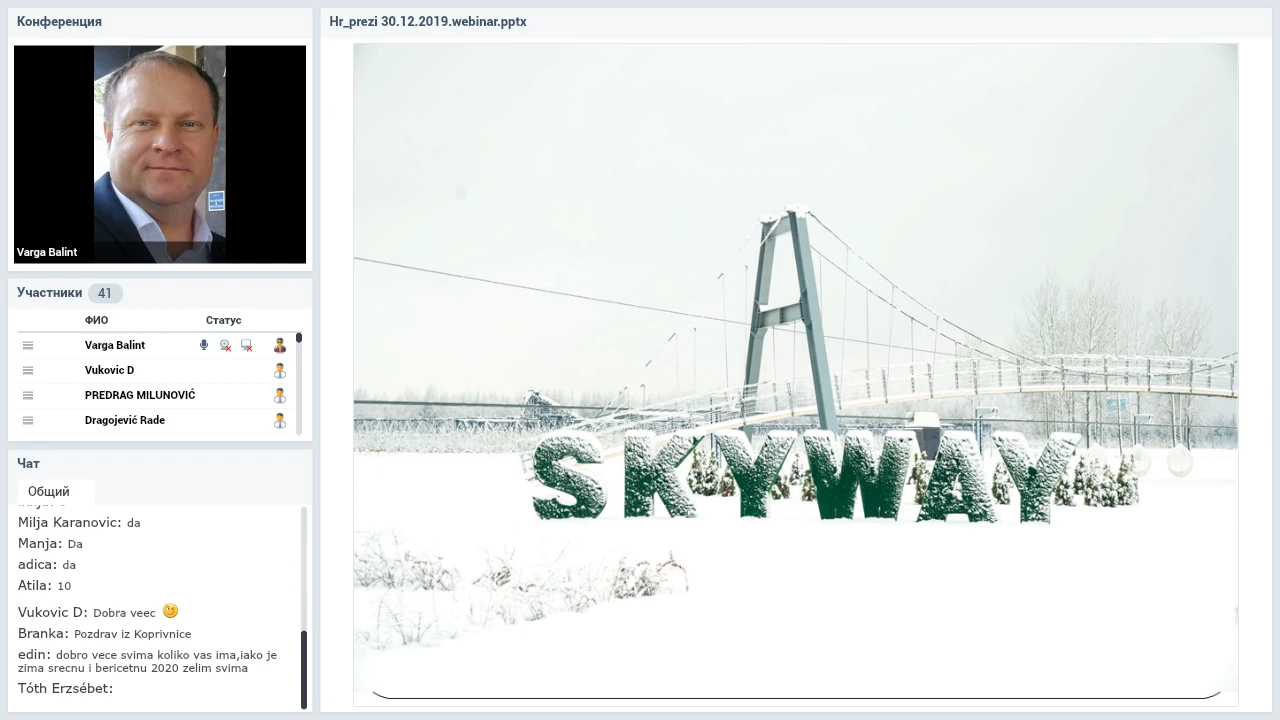 Конференция
Varga Balint
Участники 41
ФИО Статус
Varga Balint
Vukovic D
PREDRAG MILUNOVIĆ
Dragojević Rade
Чат
Общий
Milja Karanovic: da
Manja: Da
adica: da
Atila: 10
Vukovic D: Dobra veec
Branka: Pozdrav iz Koprivnice
edin: dobro vece svima koliko vas ima,iako je
zima srecnu i bericetnu 2020 zelim svima
Tóth Erzsébet:
Hr_prezi 30.12.2019.webinar.pptx
SKYWAY